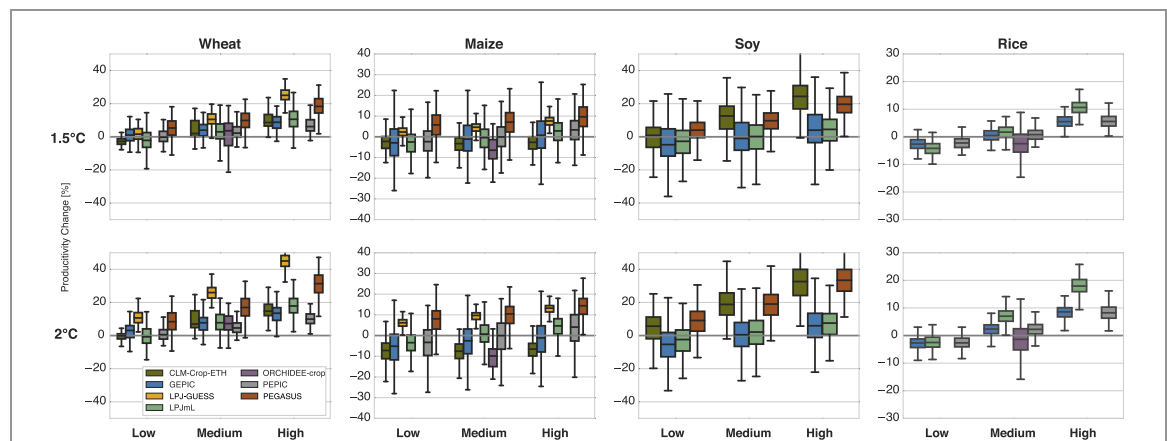 Wheat Maize Soy Rice
40 40 40 30
30
20 20 20 20
10 10
1.5°C 0 0 0 0
−10 −10
−20 −20 −20 −20
−30
−40 −40 −40 −30
Producitivity Change [%]
40 40 40 30
30
20 20 20 20
10 10
2°C 0 0 0 0
−10 −10
−20 −20 −20 −20
−30
−40 −40 −40 −30
CLM-Crop-ETH ORCHIDEE-crop
GEPIC PEPIC
LPJ-GUESS PEGASUS
LPJmL
Low Medium High Low Medium High Low Medium High Low Medium High